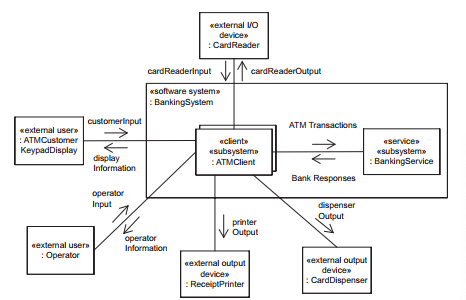 «external I/O
device»
: CardReader
cardReaderInput
cardReaderOutput
«software system»
: BankingSystem
customerInput
«external user»
: ATMCustomer
KeypadDisplay
display
Information
«client»
«subsystem»
: ATMClient
ATM Transactions
Bank Responses
«service»
«subsystem»
: BankingService
operator
Input
operator
Information
printer
Output
dispenser
Output
«external user»
: Operator
«external output
device»
: ReceiptPrinter
«external output
device»
: CardDispenser